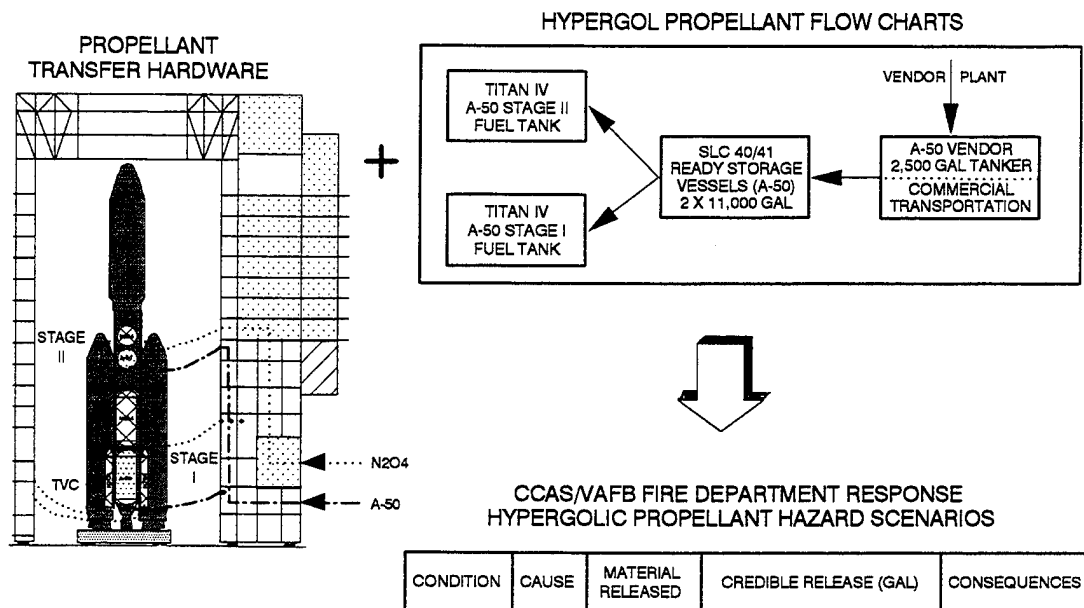 PROPELLANT
TRANSFER HARDWARE
STAGE
II
TVC
STAGE
I
N2O4
A-50
+
HYPERGOL PROPELLANT FLOW CHARTS
TITAN IV
A-50 STAGE II
FUEL TANK
TITAN IV
A-50 STAGE I
FUEL TANK
SLC 40/41
READY STORAGE
VESSELS (A-50)
2 X 11,000 GAL
VENDOR PLANT
A-50 VENDOR
2,500 GAL TANKER
COMMERCIAL
TRANSPORTATION
CCAS/VAFB FIRE DEPARTMENT RESPONSE
HYPERGOLIC PROPELLANT HAZARD SCENARIOS
CONDITION
CAUSE
MATERIAL
RELEASED
CREDIBLE RELEASE (GAL)
CONSEQUENCES